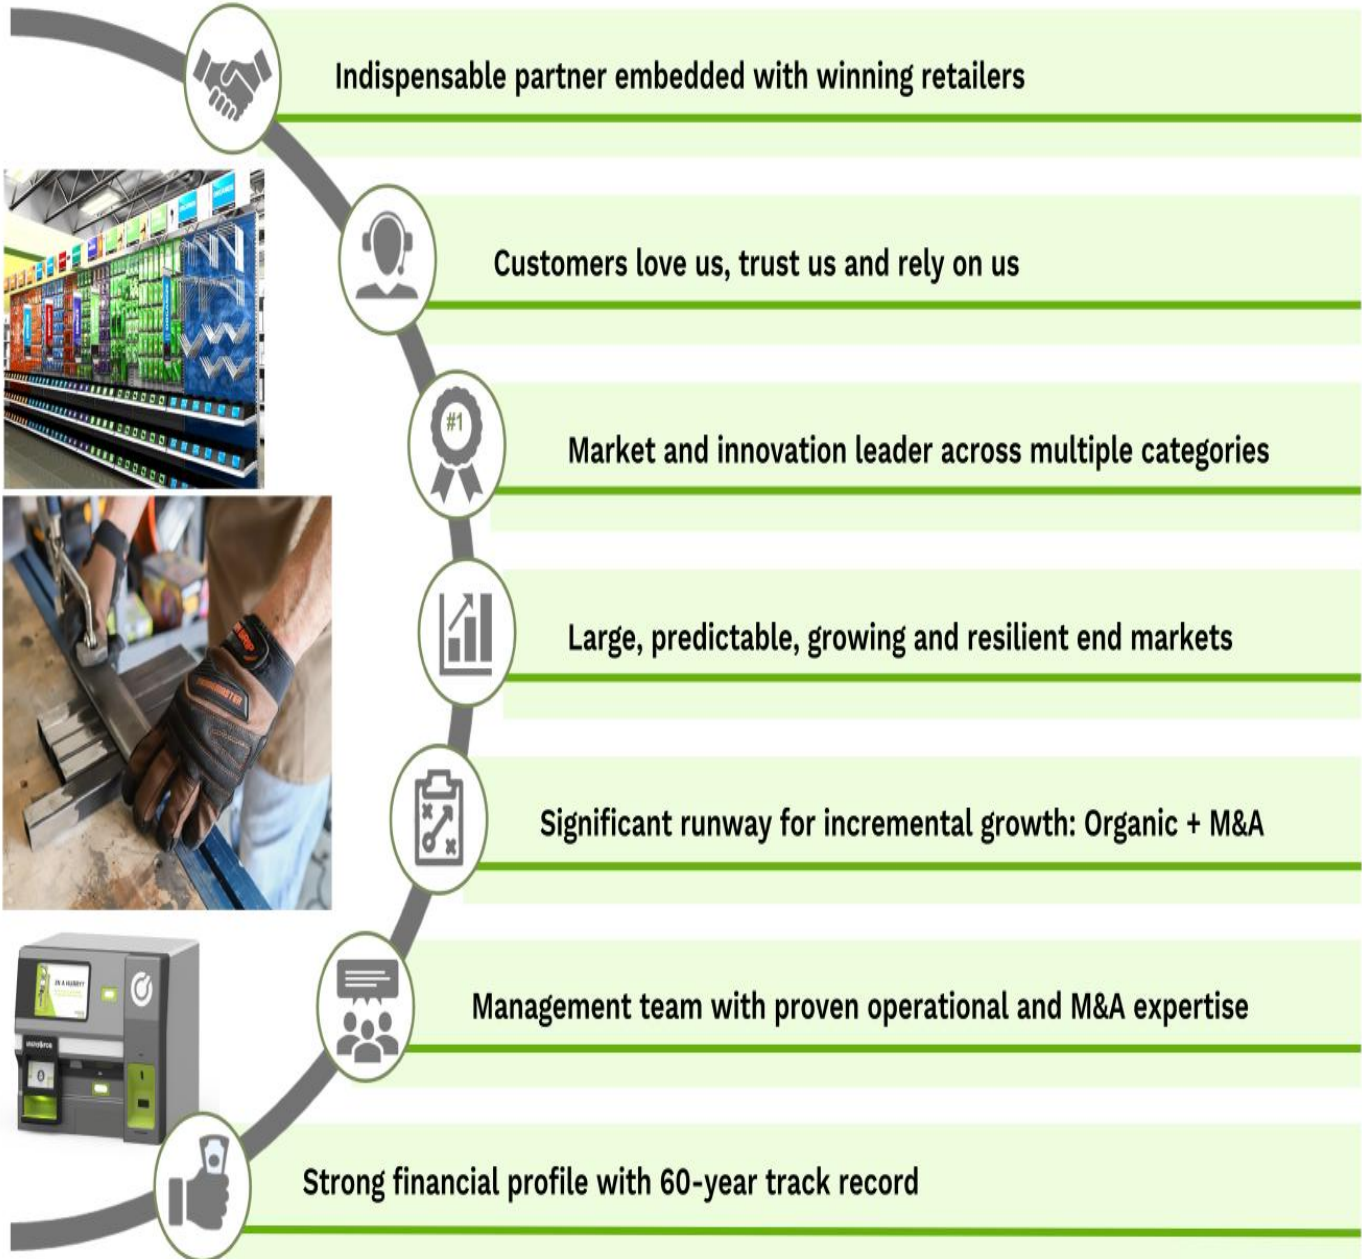 Indispensable partner embedded with winning retailers
Customers love us, trust us and rely on us
#1
Market and innovation leader across multiple categories
Large, predictable, growing and resilient end markets
Significant runway for incremental growth: Organic + M&A
Management team with proven operational and M&A expertise
IN A HURRY?
Strong financial profile with 60-year track record